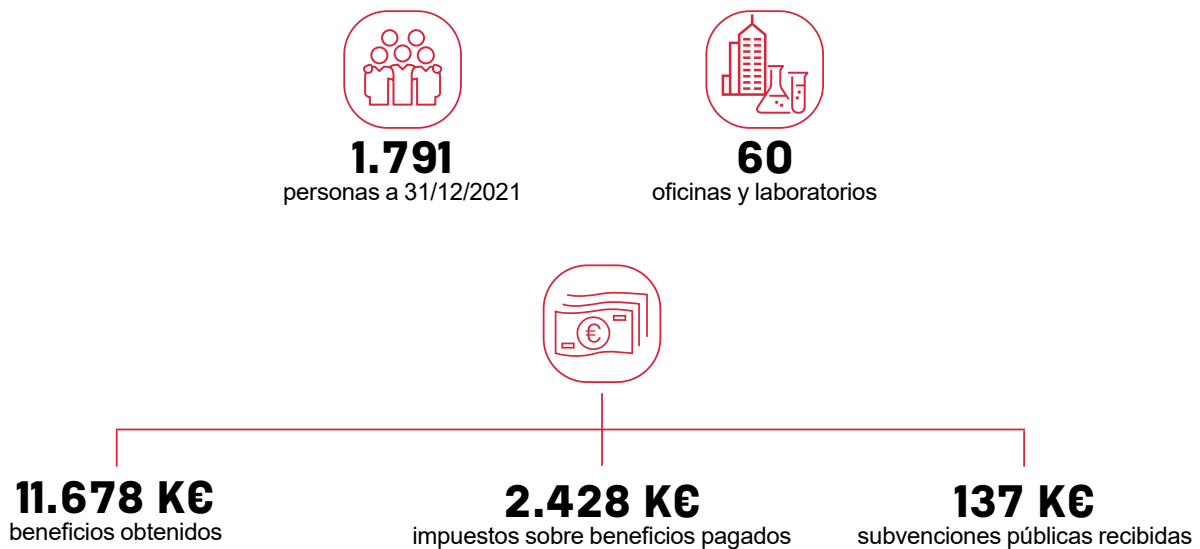 1.791
personas a 31/12/2021
60
oficinas y laboratorios
€
11.678 K€
beneficios obtenidos
2.428 K€
impuestos sobre beneficios pagados
137 K€
subvenciones públicas recibidas